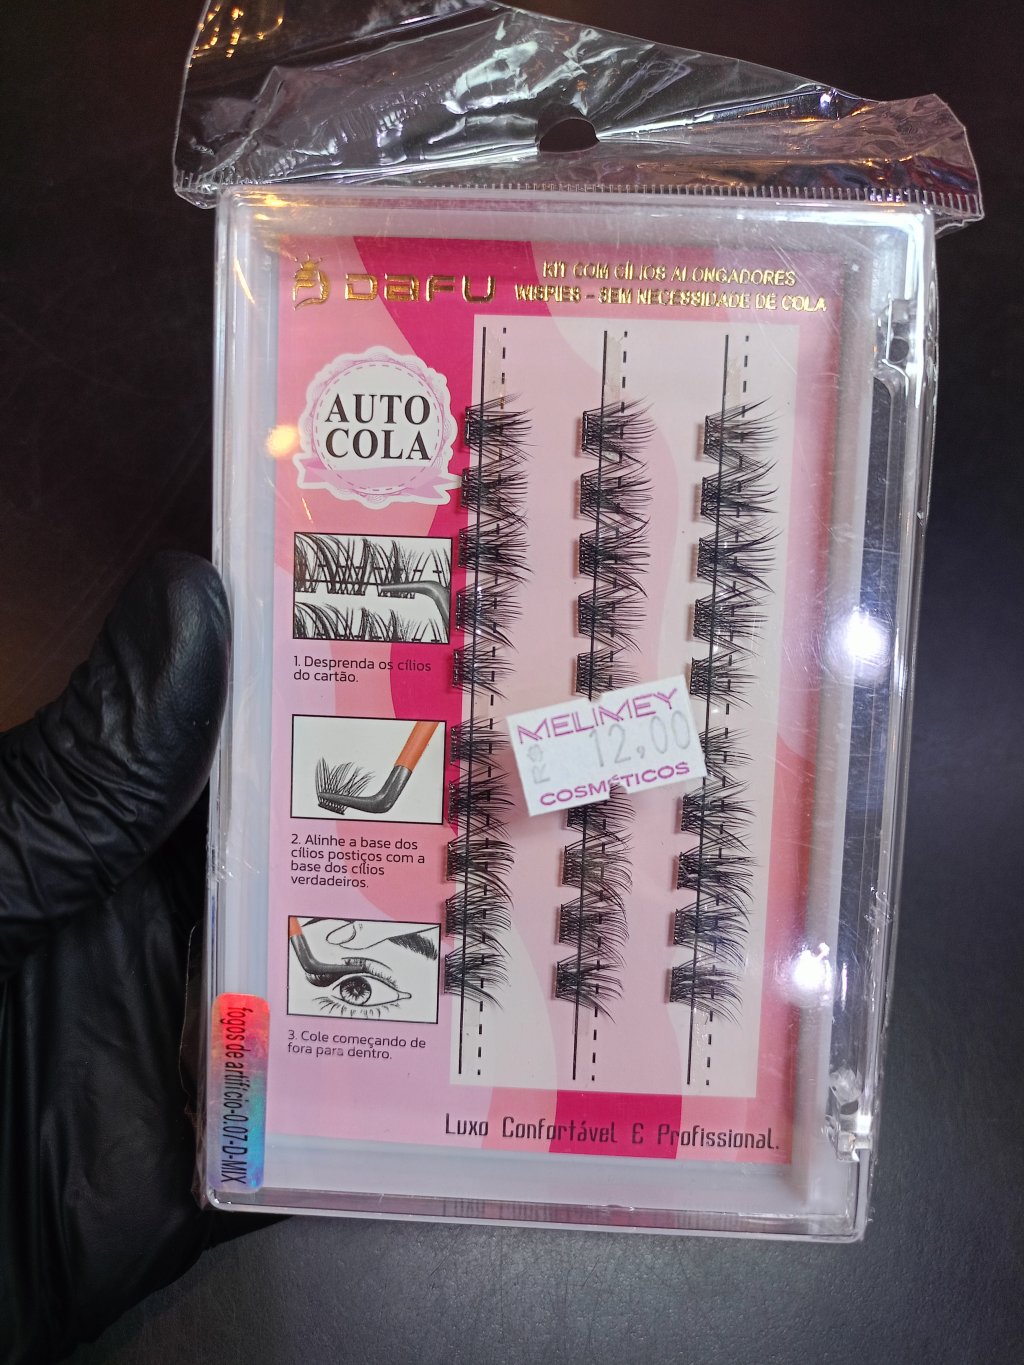 DAFU
KIT COM CÍLIOS ALONGADORES
WISPIES - SEM NECESSIDADE DE COLA
AUTO
COLA
1. Desprenda os cílios
do cartão.
2. Alinhe a base dos
cílios postiços com a
base dos cílios
verdadeiros.
3. Cole começando de
fora para dentro.
MELIMEY
R$ 12,00
COSMÉTICOS
fogos de artifício-0.07-D-MIX
Luxo Confortável E Profissional.